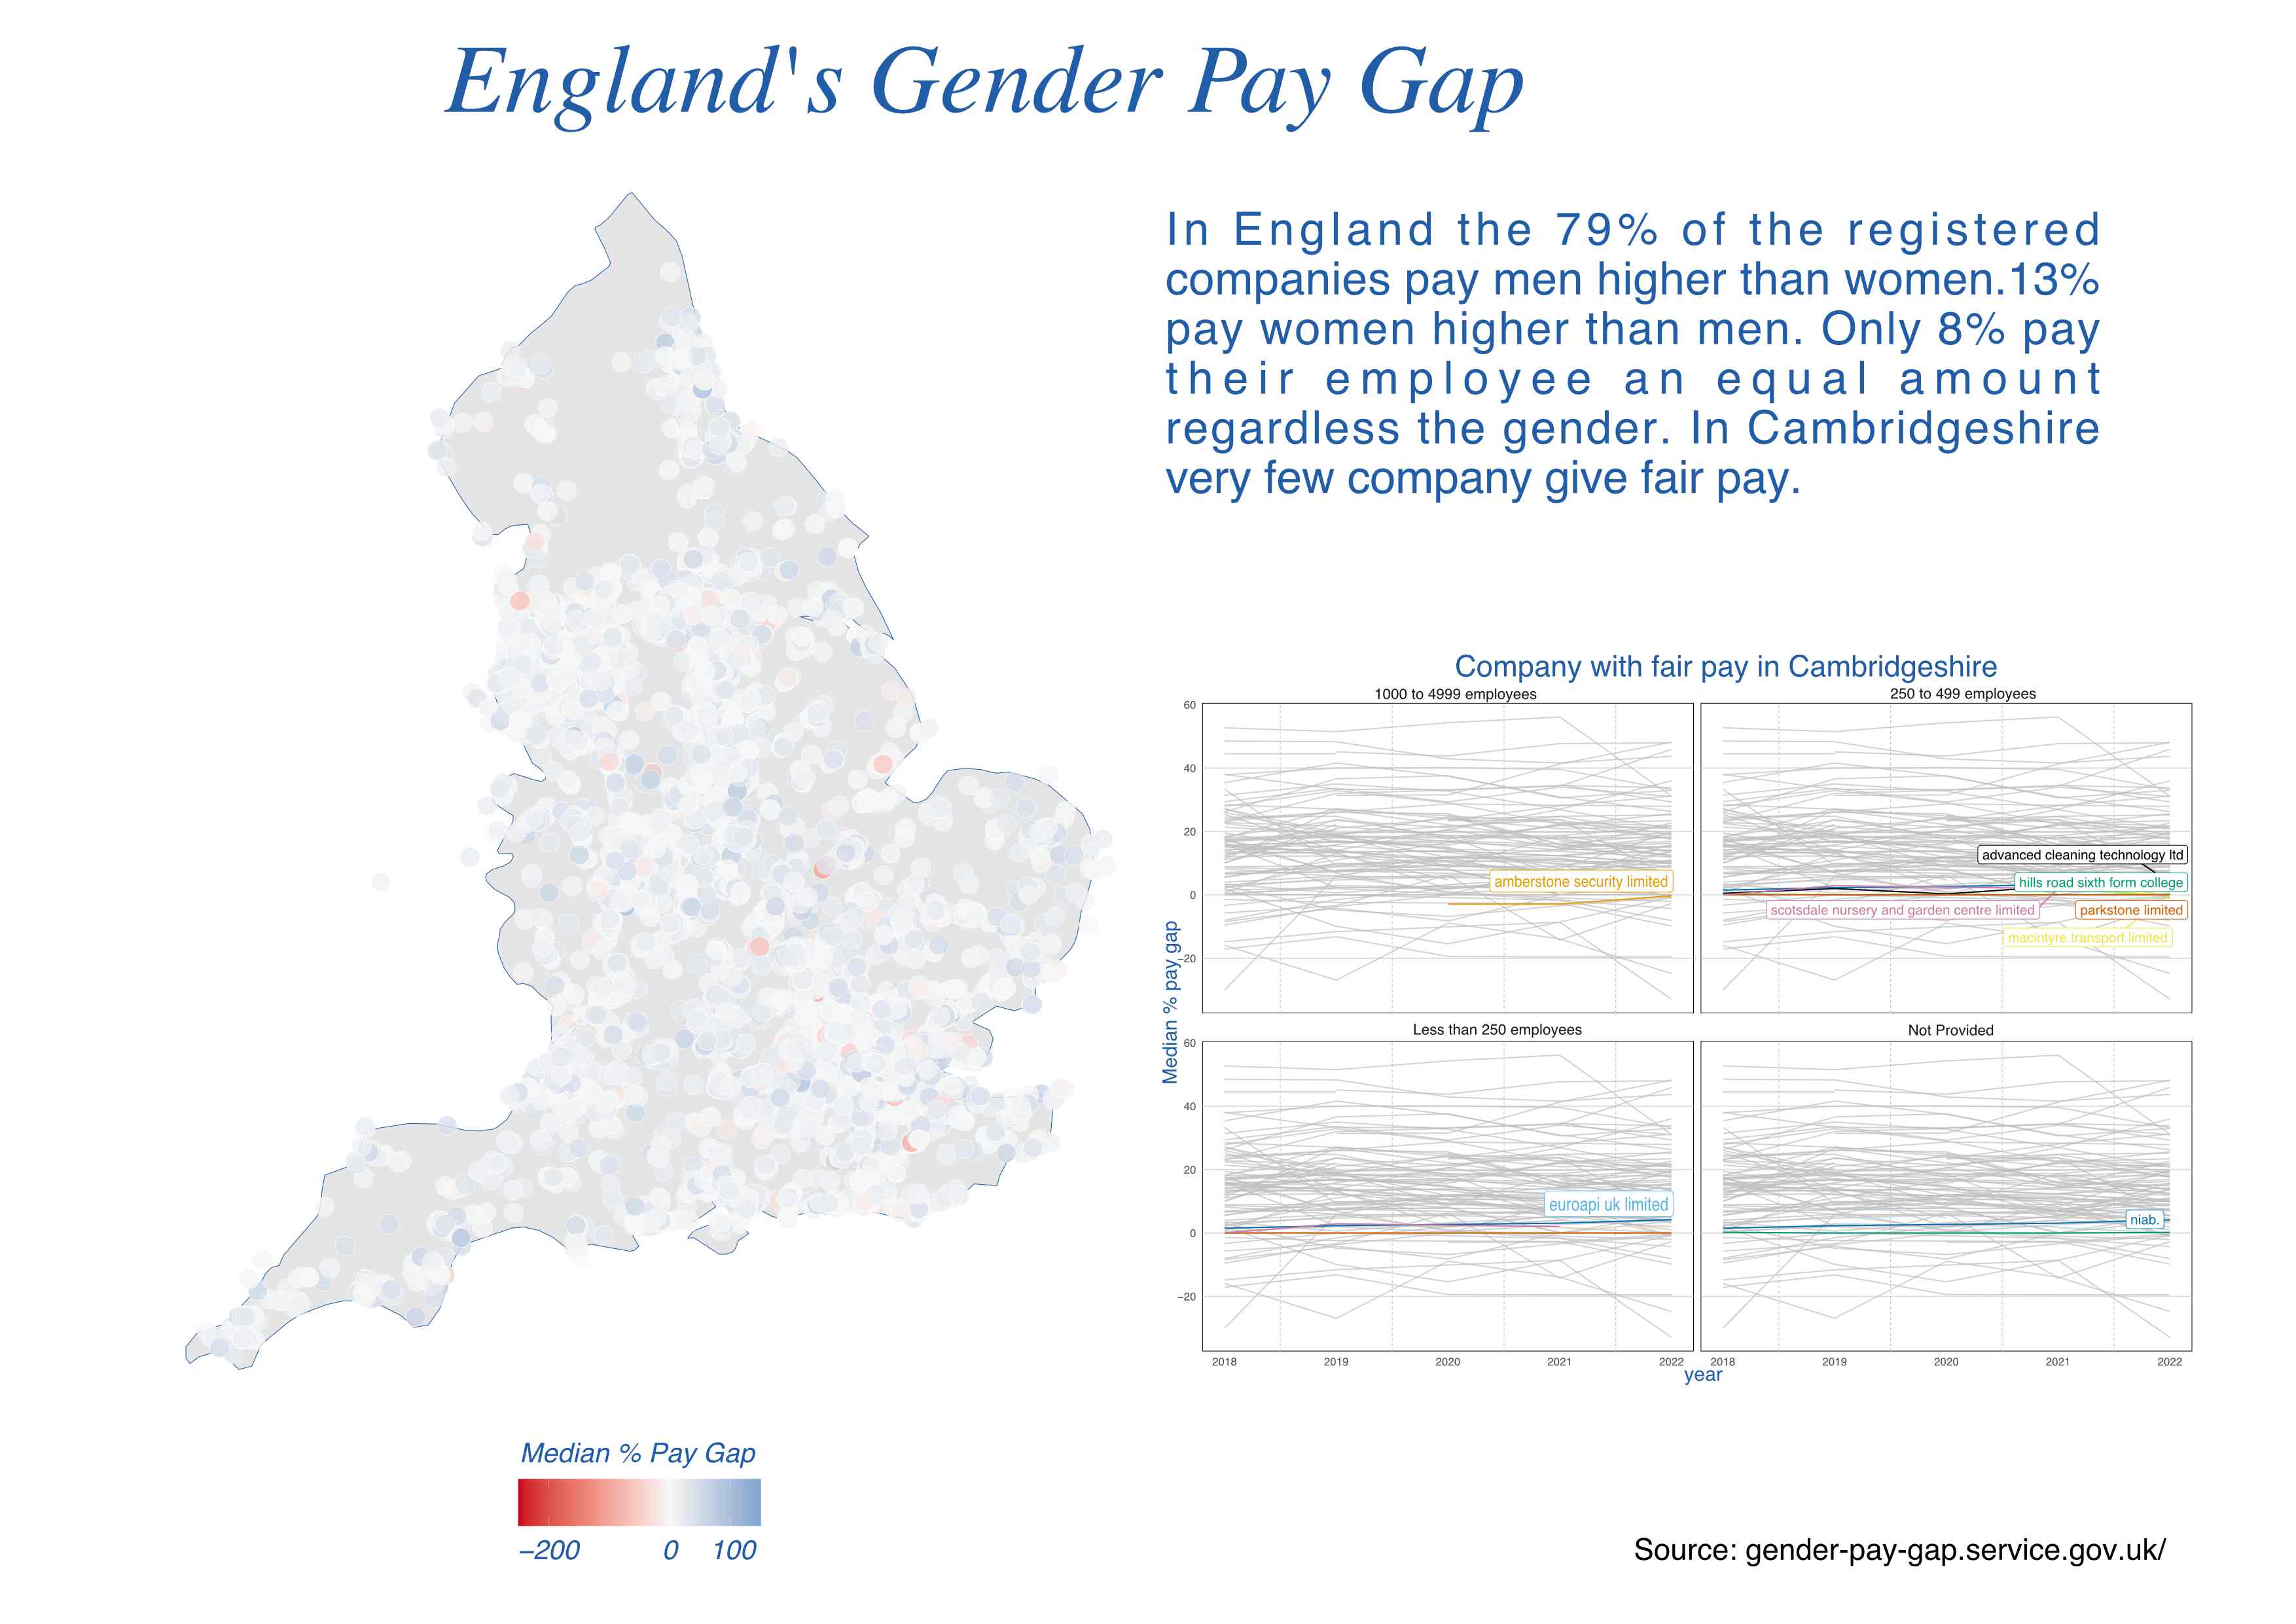 England's Gender Pay Gap
In England the 79% of the registered
companies pay men higher than women.13%
pay women higher than men. Only 8% pay
their employee an equal amount
regardless the gender. In Cambridgeshire
very few company give fair pay.
Company with fair pay in Cambridgeshire
1000 to 4999 employees
250 to 499 employees
60
40
20
0
−20
advanced cleaning technology ltd
amberstone security limited
hills road sixth form college
scotsdale nursery and garden centre limited
parkstone limited
macintyre transport limited
Median % pay gap
Less than 250 employees
Not Provided
60
40
20
0
−20
euroapi uk limited
niab.
2018 2019 2020 2021 2022
2018 2019 2020 2021 2022
year
Median % Pay Gap
−200 0 100
Source: gender-pay-gap.service.gov.uk/